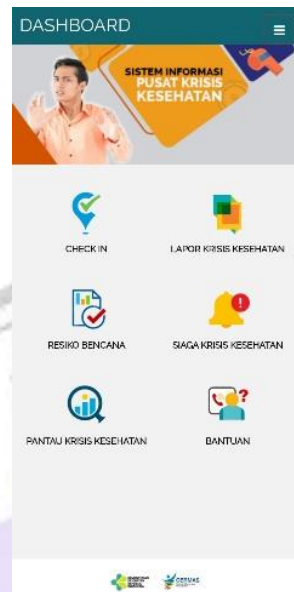 DASHBOARD
SISTEM INFORMASI
PUSAT KRISIS
KESEHATAN
CHECK IN
LAPOR KRISIS KESEHATAN
RESIKO BENCANA
SIAGA KRISIS KESEHATAN
PANTAU KRISIS KESEHATAN
BANTUAN
GERMAS